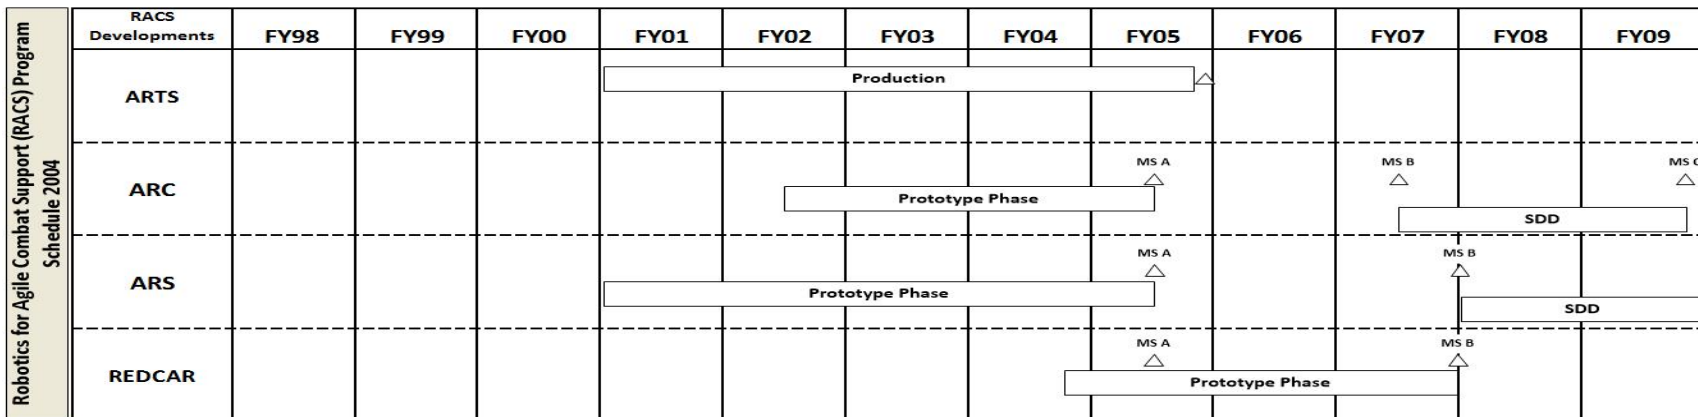 Robotics for Agile Combat Support (RACS) Program
Schedule 2004
RACS
Developments
FY98
FY99
FY00
FY01
FY02
FY03
FY04
FY05
FY06
FY07
FY08
FY09
ARTS
Production
ARC
MS A
MS B
MS C
Prototype Phase
SDD
ARS
MS A
MS B
Prototype Phase
SDD
REDCAR
MS A
MS B
Prototype Phase